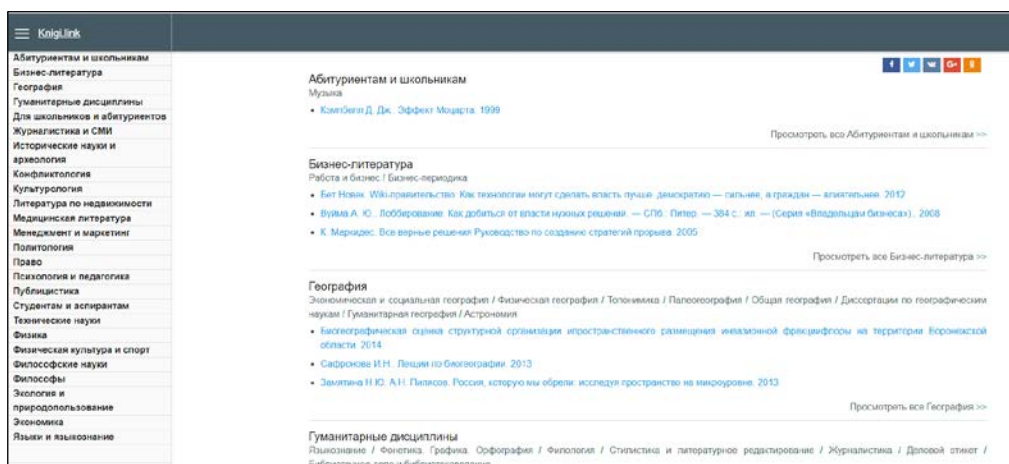 Knigi.link
Абитуриентам и школьникам
Бизнес-литература
География
Гуманитарные дисциплины
Для школьников и абитуриентов
Журналистика и СМИ
Исторические науки и
археология
Конфликтология
Культурология
Литература по недвижимости
Медицинская литература
Менеджмент и маркетинг
Политология
Право
Психология и педагогика
Публицистика
Студентам и аспирантам
Технические науки
Физика
Физическая культура и спорт
Философские науки
Философы
Экология и
природопользование
Экономика
Языки и языкознание
Абитуриентам и школьникам
Музыка
• Кэмпбелл Д. Дж.. Эффект Моцарта. 1999
Просмотреть все Абитуриентам и школьникам >>
Бизнес-литература
Работа и бизнес / Бизнес-периодика
• Бет Новек. Wiki-правительство: Как технологии могут сделать власть лучше, демократию — сильнее, а граждан — влиятельнее. 2012
• Вуйма А. Ю.. Лоббирование. Как добиться от власти нужных решений. — СПб.: Питер. — 384 с.: ил. — (Серия «Владельцам бизнеса»).. 2008
• К. Маркидес. Все верные решения Руководство по созданию стратегий прорыва. 2005
Просмотреть все Бизнес-литература >>
География
Экономическая и социальная география / Физическая география / Топонимика / Палеогеография / Общая география / Диссертации по географическим
наукам / Гуманитарная география / Астрономия
• Биогеографическая оценка структурной организации ипространственного размещения инвазионной фракциифлоры на территории Воронежской
области. 2014
• Сафронова И.Н.. Лекции по биогеографии. 2013
• Замятина Н.Ю. А.Н. Пилясов. Россия, которую мы обрели: исследуя пространство на микроуровне. 2013
Просмотреть все География >>
Гуманитарные дисциплины
Языкознание / Фонетика. Графика. Орфография / Филология / Стилистика и литературное редактирование / Журналистика / Деловой этикет /